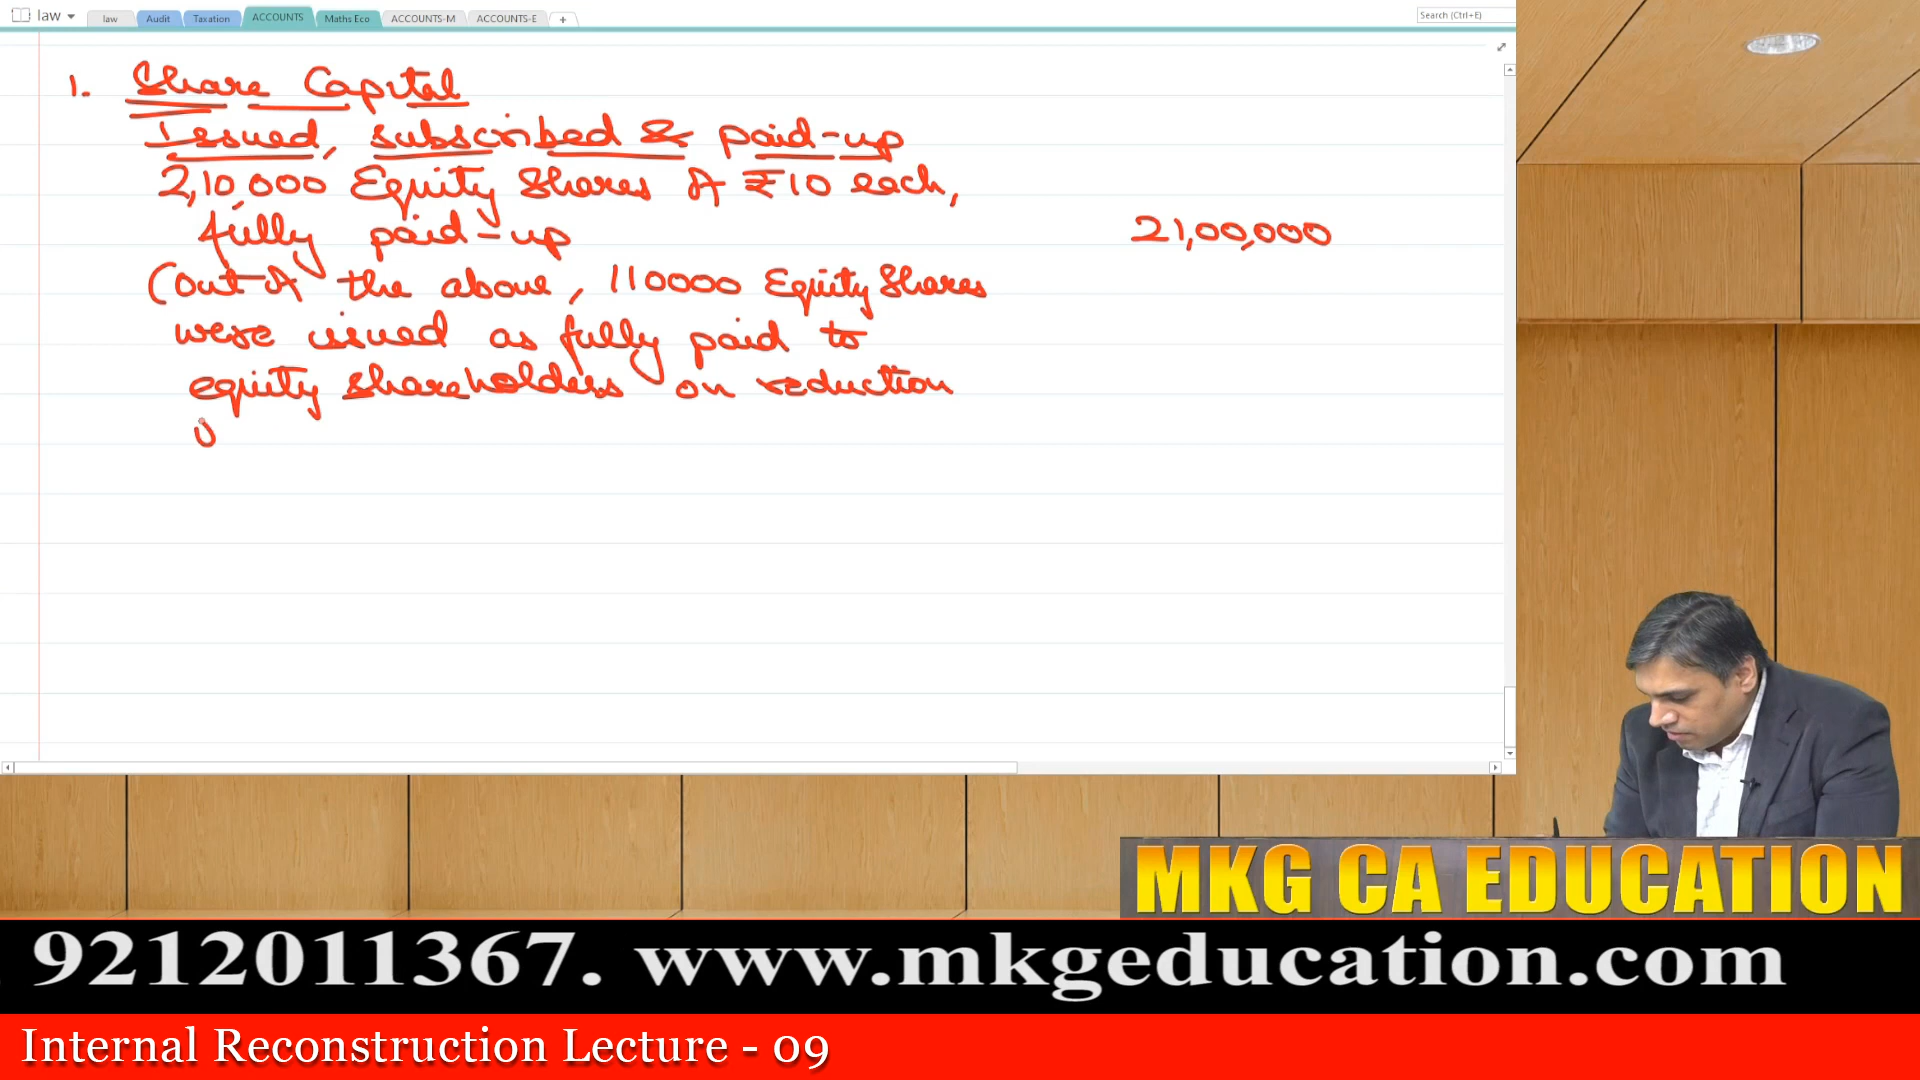 law
law
Audit
Taxation
ACCOUNTS
Maths Eco
ACCOUNTS-M
ACCOUNTS-E
+
Search (Ctrl+E)
1. Share Capital
Issued, subscribed & paid-up
2,10,000 Equity Shares of ₹10 each,
fully paid-up 21,00,000
(out of the above, 110000 Equity Shares
were issued as fully paid to
equity shareholders on reduction
MKG CA EDUCATION
9212011367. www.mkgeducation.com
Internal Reconstruction Lecture - 09